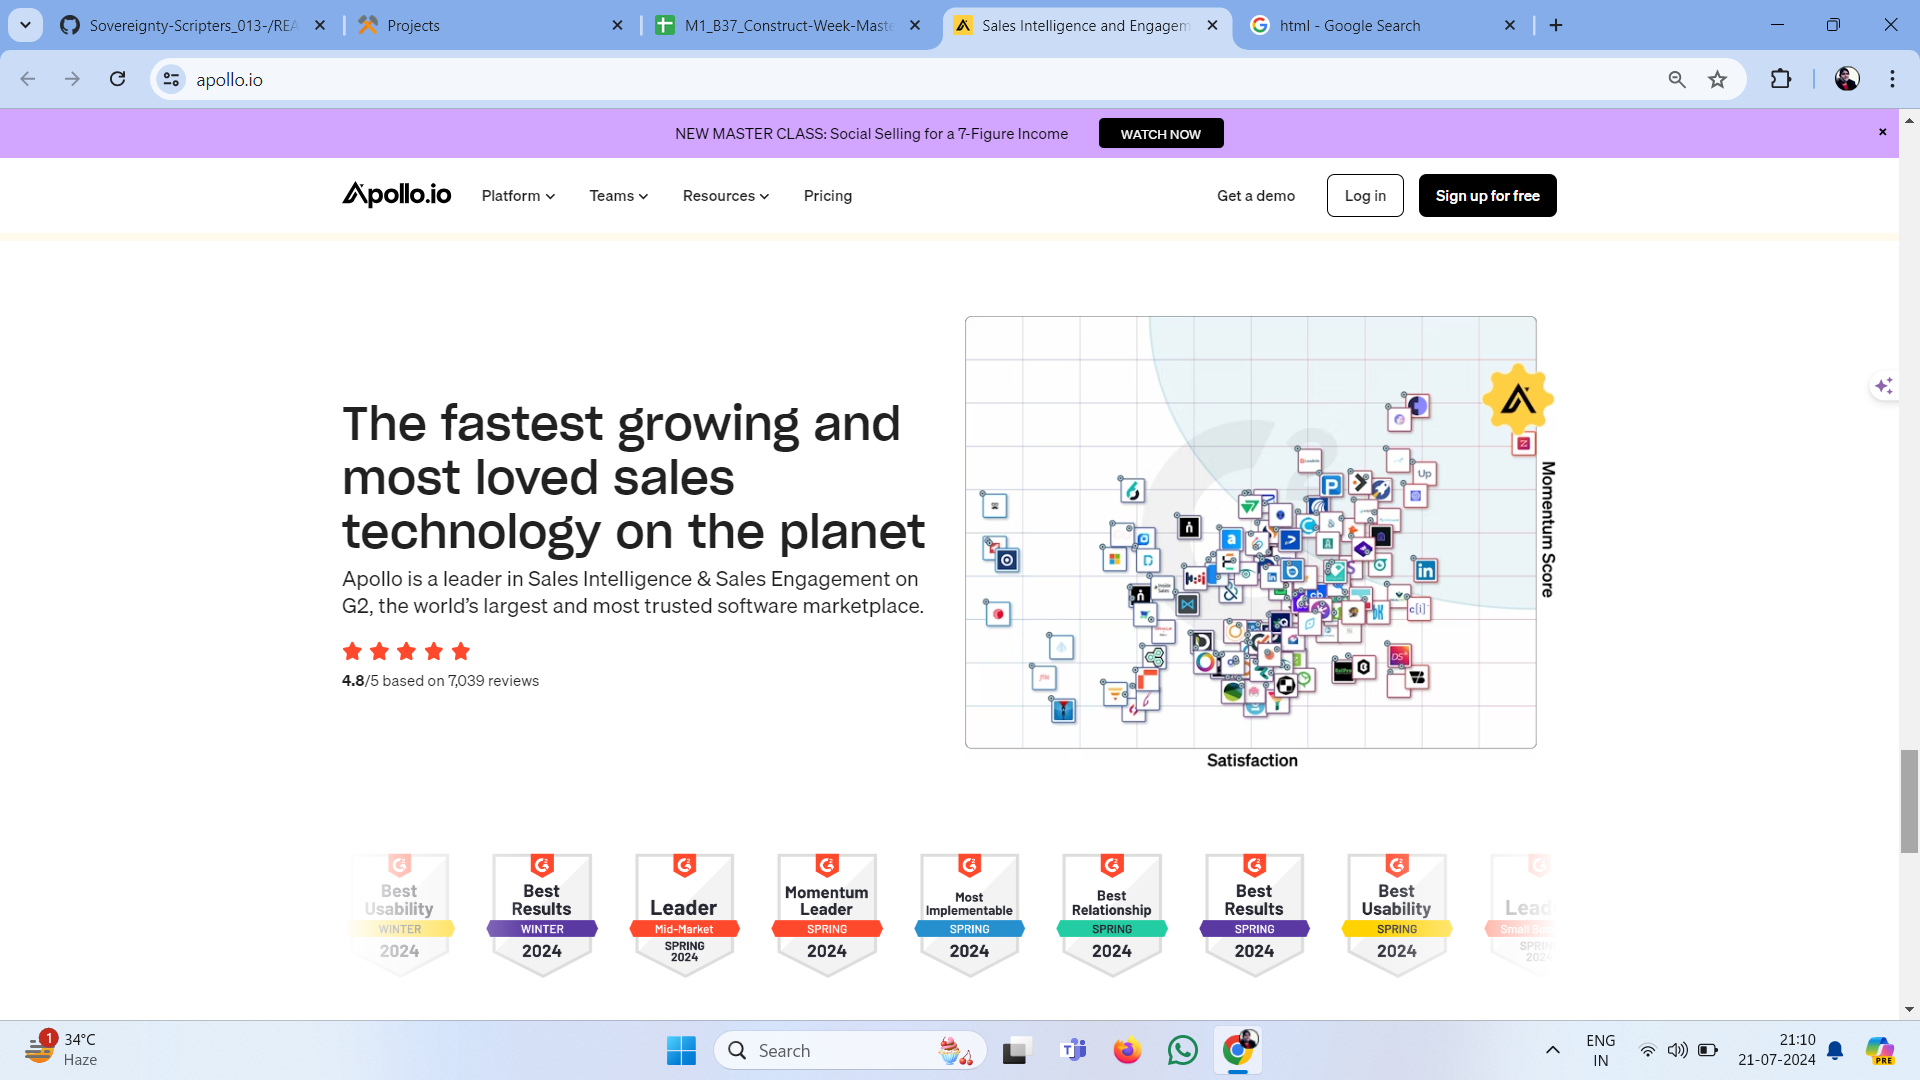 Sovereignty-Scripters_013-/REA
Projects
M1_B37_Construct-Week-Maste
Sales Intelligence and Engagem
html - Google Search
apollo.io
NEW MASTER CLASS: Social Selling for a 7-Figure Income
WATCH NOW
Apollo.io
Platform
Teams
Resources
Pricing
Get a demo
Log in
Sign up for free
The fastest growing and
most loved sales
technology on the planet
Apollo is a leader in Sales Intelligence & Sales Engagement on
G2, the world’s largest and most trusted software marketplace.
4.8/5 based on 7,039 reviews
Up
Momentum Score
Satisfaction
Best
Usability
WINTER
2024
Best
Results
WINTER
2024
Leader
Mid-Market
SPRING
2024
Momentum
Leader
SPRING
2024
Most
Implementable
SPRING
2024
Best
Relationship
SPRING
2024
Best
Results
SPRING
2024
Best
Usability
SPRING
2024
Lead
Small Bu
SPRIN
2024
1
34°C
Haze
Search
ENG
IN
21:10
21-07-2024
PRE